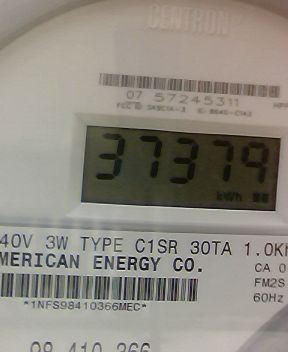 CENTRON
07 57245311
37379
kWh
40V 3W TYPE C1SR 30TA 1.0K
MERICAN ENERGY CO.
CA 0
FM2S
60Hz
*1NFS98410366MEC*
98 410 366